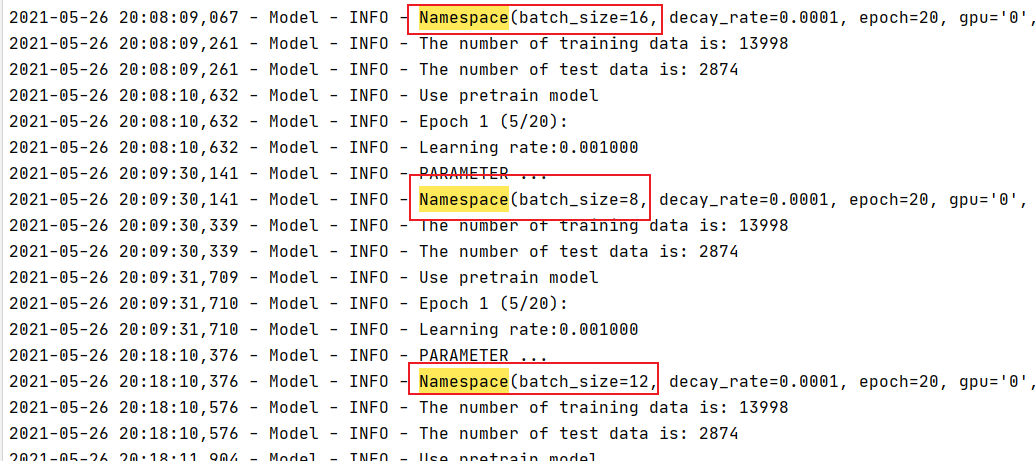 2021-05-26 20:08:09,067 - Model - INFO - Namespace(batch_size=16, decay_rate=0.0001, epoch=20, gpu='0',
2021-05-26 20:08:09,261 - Model - INFO - The number of training data is: 13998
2021-05-26 20:08:09,261 - Model - INFO - The number of test data is: 2874
2021-05-26 20:08:10,632 - Model - INFO - Use pretrain model
2021-05-26 20:08:10,632 - Model - INFO - Epoch 1 (5/20):
2021-05-26 20:08:10,632 - Model - INFO - Learning rate:0.001000
2021-05-26 20:09:30,141 - Model - INFO - PARAMETER ...
2021-05-26 20:09:30,141 - Model - INFO - Namespace(batch_size=8, decay_rate=0.0001, epoch=20, gpu='0',
2021-05-26 20:09:30,339 - Model - INFO - The number of training data is: 13998
2021-05-26 20:09:30,339 - Model - INFO - The number of test data is: 2874
2021-05-26 20:09:31,709 - Model - INFO - Use pretrain model
2021-05-26 20:09:31,710 - Model - INFO - Epoch 1 (5/20):
2021-05-26 20:09:31,710 - Model - INFO - Learning rate:0.001000
2021-05-26 20:18:10,376 - Model - INFO - PARAMETER ...
2021-05-26 20:18:10,376 - Model - INFO - Namespace(batch_size=12, decay_rate=0.0001, epoch=20, gpu='0',
2021-05-26 20:18:10,576 - Model - INFO - The number of training data is: 13998
2021-05-26 20:18:10,576 - Model - INFO - The number of test data is: 2874
2021-05-26 20:18:11,904 - Model - INFO - Use pretrain model